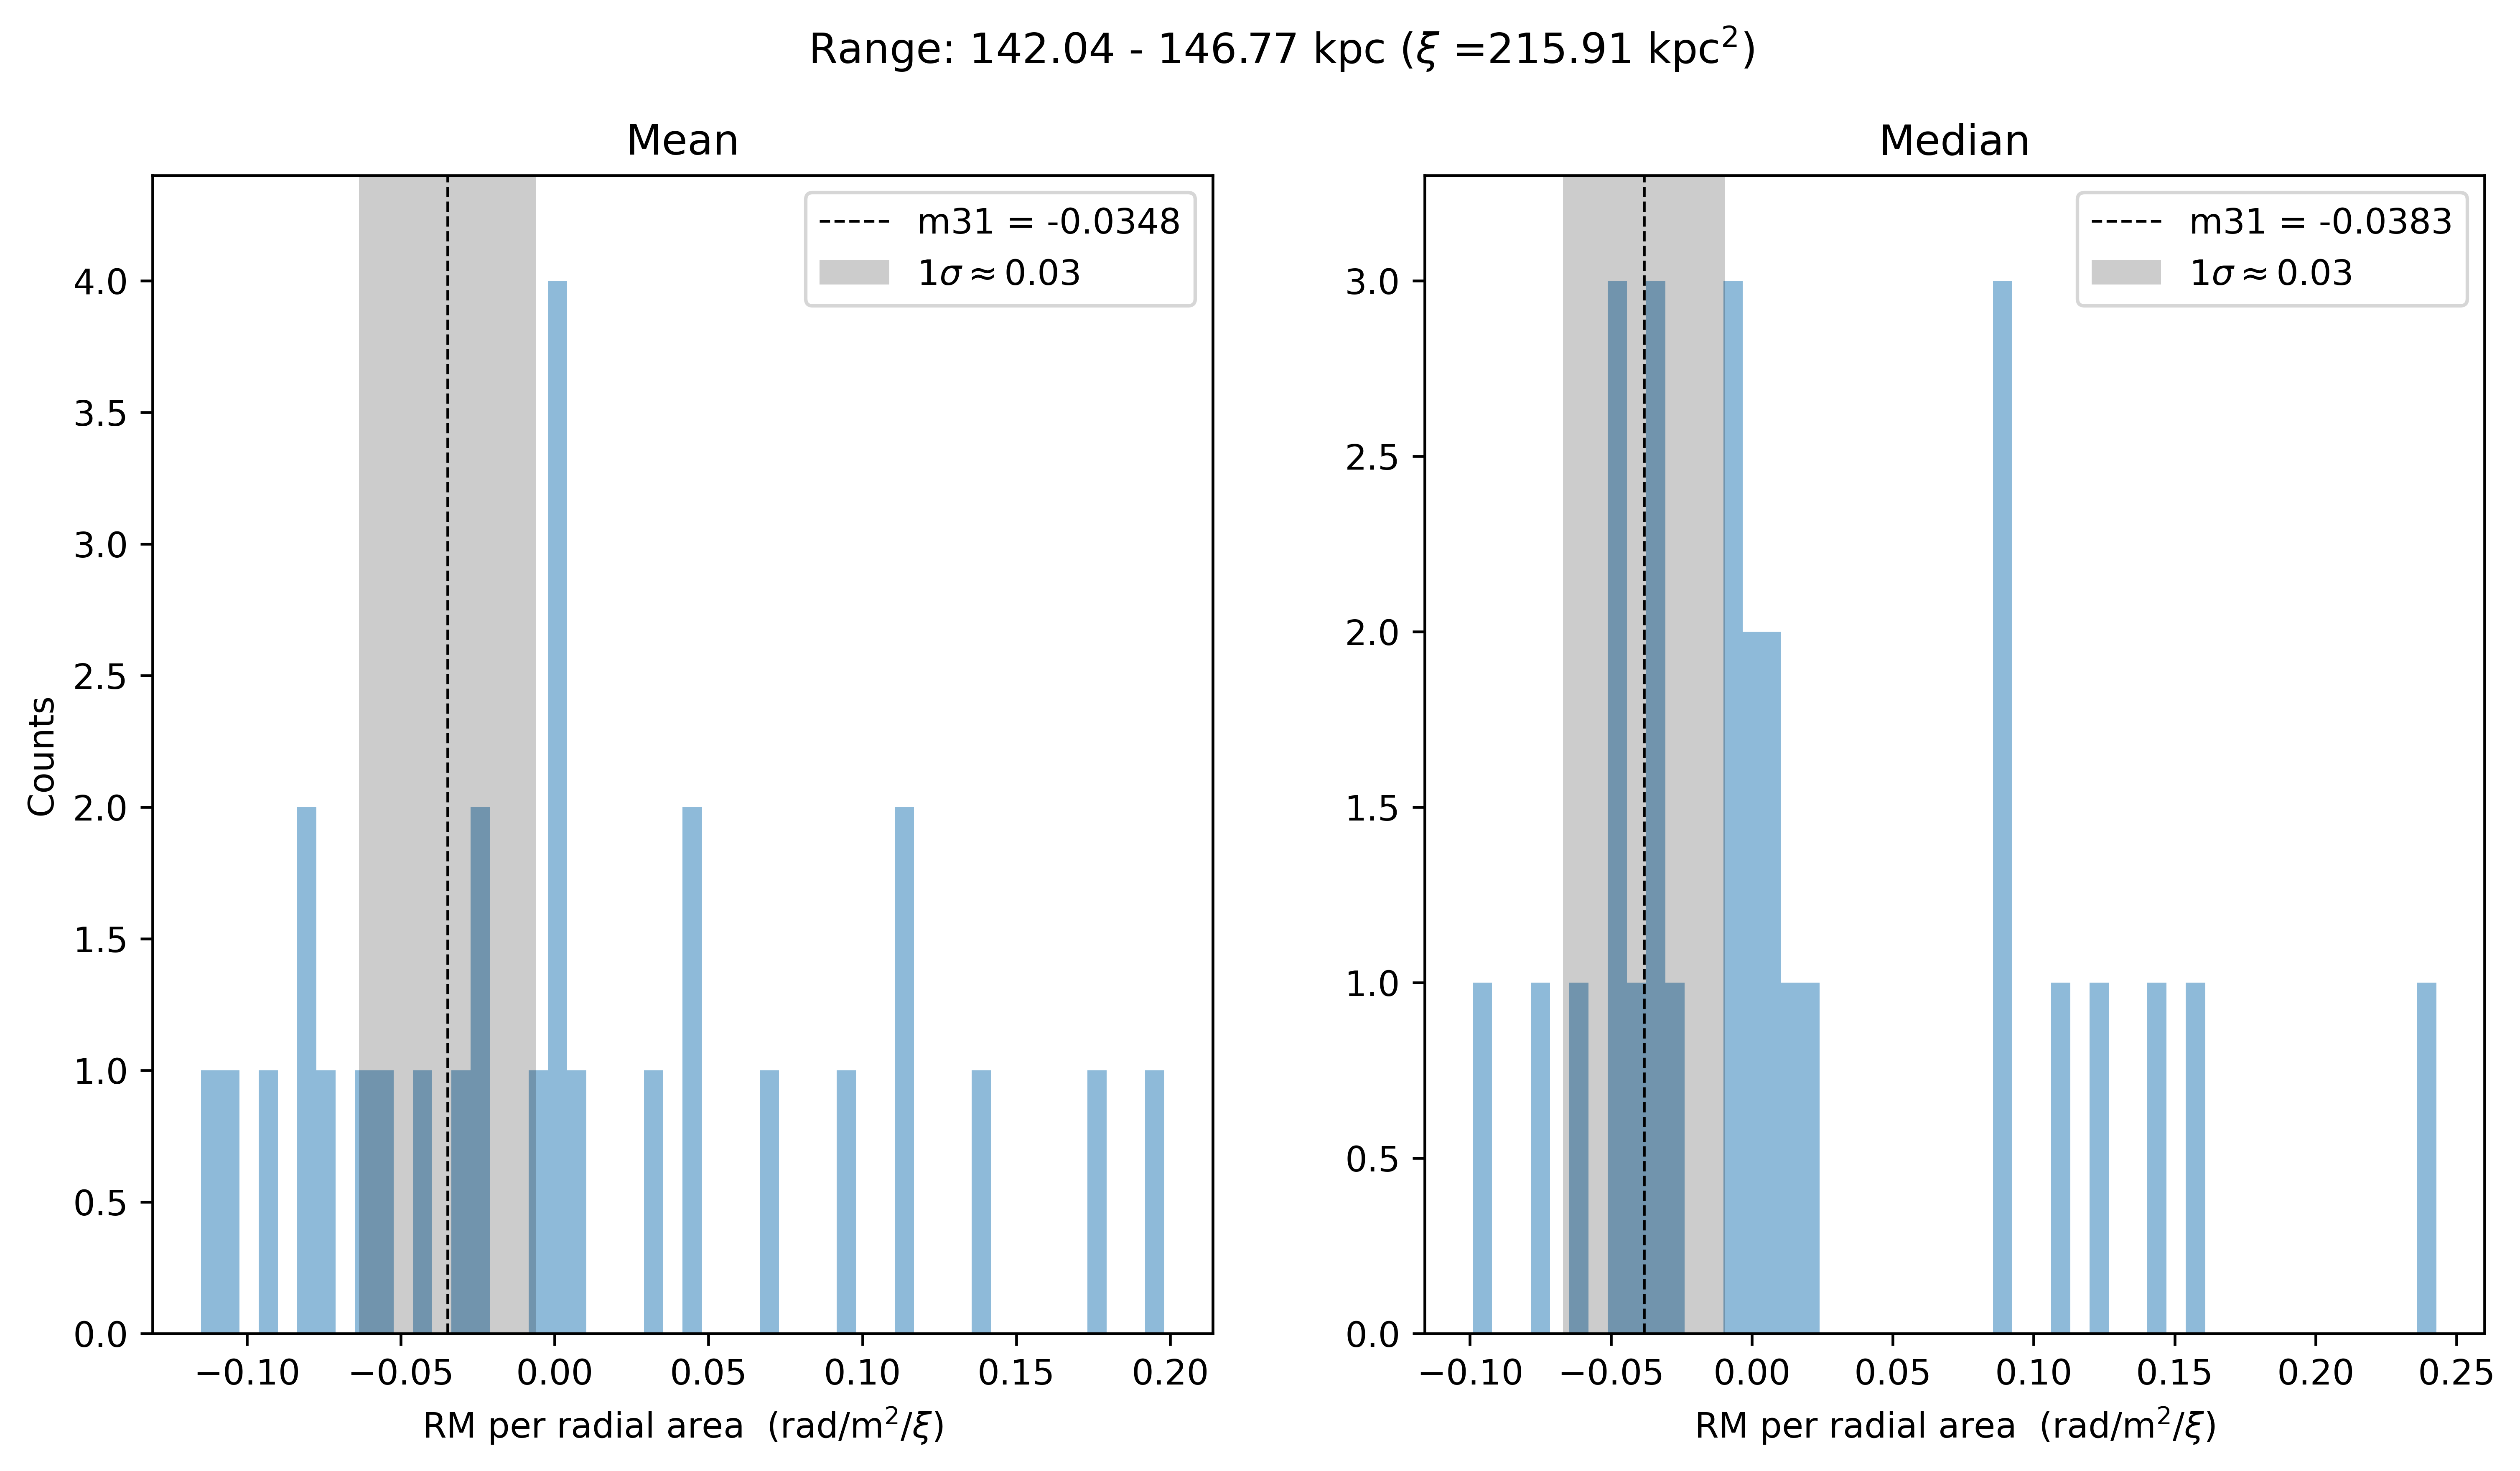 Range: 142.04 - 146.77 kpc (ξ =215.91 kpc²)
Mean
m31 = -0.0348
1σ ≈ 0.03
4.0
3.5
3.0
2.5
2.0
1.5
1.0
0.5
0.0
Counts
−0.10 −0.05 0.00 0.05 0.10 0.15 0.20
RM per radial area (rad/m²/ξ)
Median
m31 = -0.0383
1σ ≈ 0.03
3.0
2.5
2.0
1.5
1.0
0.5
0.0
−0.10 −0.05 0.00 0.05 0.10 0.15 0.20 0.25
RM per radial area (rad/m²/ξ)